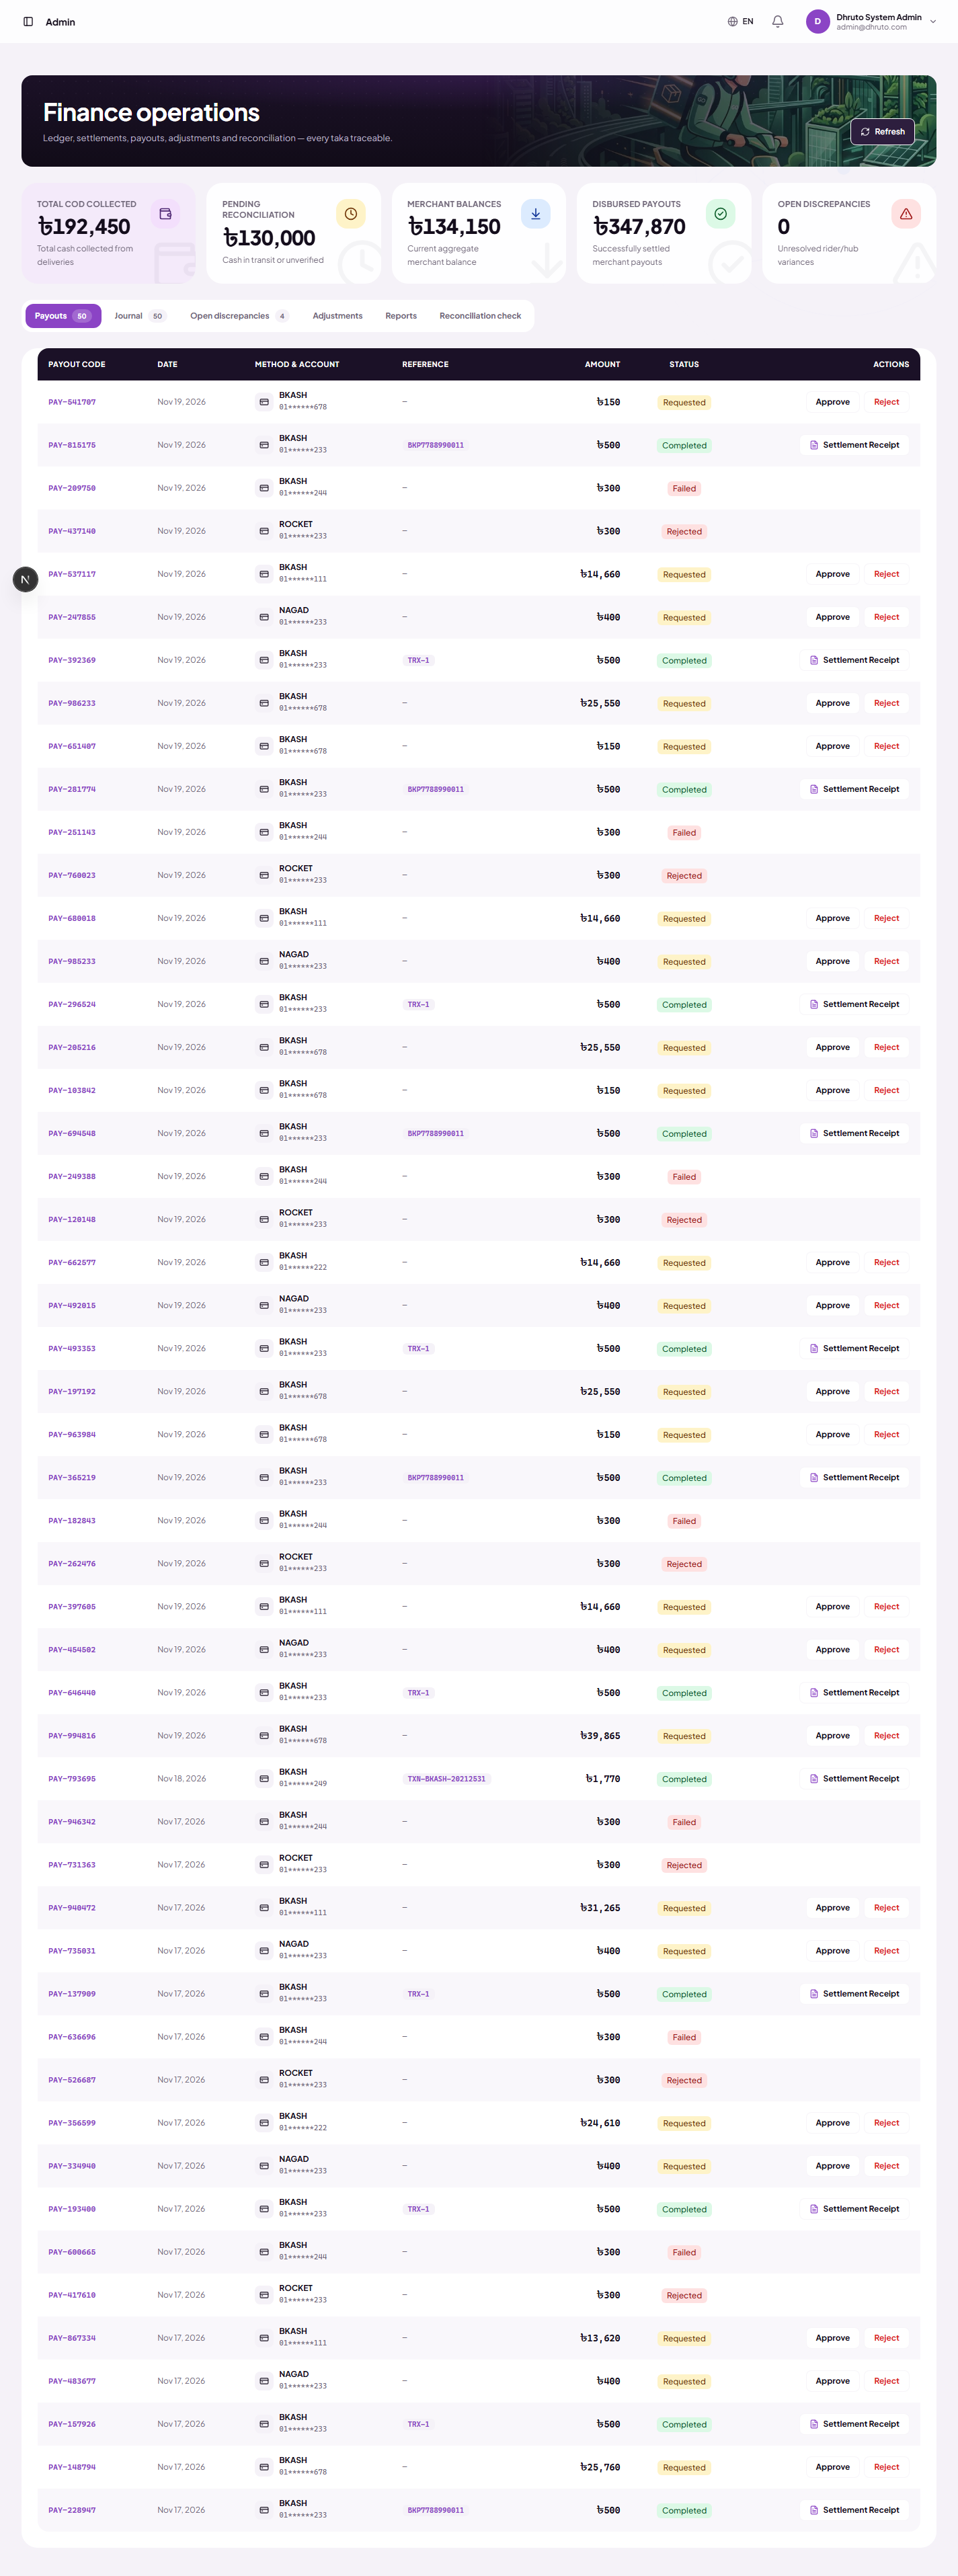 Admin
EN
D
Dhruto System Admin
admin@dhruto.com
Finance operations
Ledger, settlements, payouts, adjustments and reconciliation — every taka traceable.
Refresh
TOTAL COD COLLECTED
৳192,450
Total cash collected from
deliveries
PENDING
RECONCILIATION
৳130,000
Cash in transit or unverified
MERCHANT BALANCES
৳134,150
Current aggregate
merchant balance
DISBURSED PAYOUTS
৳347,870
Successfully settled
merchant payouts
OPEN DISCREPANCIES
0
Unresolved rider/hub
variances
Payouts 50 Journal 50 Open discrepancies 4 Adjustments Reports Reconciliation check
PAYOUT CODE DATE METHOD & ACCOUNT REFERENCE AMOUNT STATUS ACTIONS
PAY-541707 Nov 19, 2026 BKASH 01******678 — ৳150 Requested Approve Reject
PAY-815175 Nov 19, 2026 BKASH 01******233 BKP7788990011 ৳500 Completed Settlement Receipt
PAY-209750 Nov 19, 2026 BKASH 01******244 — ৳300 Failed
PAY-437140 Nov 19, 2026 ROCKET 01******233 — ৳300 Rejected
N
PAY-537117 Nov 19, 2026 BKASH 01******111 — ৳14,660 Requested Approve Reject
PAY-247855 Nov 19, 2026 NAGAD 01******233 — ৳400 Requested Approve Reject
PAY-392369 Nov 19, 2026 BKASH 01******233 TRX-1 ৳500 Completed Settlement Receipt
PAY-986233 Nov 19, 2026 BKASH 01******678 — ৳25,550 Requested Approve Reject
PAY-651407 Nov 19, 2026 BKASH 01******678 — ৳150 Requested Approve Reject
PAY-281774 Nov 19, 2026 BKASH 01******233 BKP7788990011 ৳500 Completed Settlement Receipt
PAY-251143 Nov 19, 2026 BKASH 01******244 — ৳300 Failed
PAY-760023 Nov 19, 2026 ROCKET 01******233 — ৳300 Rejected
PAY-680018 Nov 19, 2026 BKASH 01******111 — ৳14,660 Requested Approve Reject
PAY-985233 Nov 19, 2026 NAGAD 01******233 — ৳400 Requested Approve Reject
PAY-296524 Nov 19, 2026 BKASH 01******233 TRX-1 ৳500 Completed Settlement Receipt
PAY-205216 Nov 19, 2026 BKASH 01******678 — ৳25,550 Requested Approve Reject
PAY-103842 Nov 19, 2026 BKASH 01******678 — ৳150 Requested Approve Reject
PAY-694548 Nov 19, 2026 BKASH 01******233 BKP7788990011 ৳500 Completed Settlement Receipt
PAY-249388 Nov 19, 2026 BKASH 01******244 — ৳300 Failed
PAY-120148 Nov 19, 2026 ROCKET 01******233 — ৳300 Rejected
PAY-662577 Nov 19, 2026 BKASH 01******222 — ৳14,660 Requested Approve Reject
PAY-492015 Nov 19, 2026 NAGAD 01******233 — ৳400 Requested Approve Reject
PAY-493353 Nov 19, 2026 BKASH 01******233 TRX-1 ৳500 Completed Settlement Receipt
PAY-197192 Nov 19, 2026 BKASH 01******678 — ৳25,550 Requested Approve Reject
PAY-963984 Nov 19, 2026 BKASH 01******678 — ৳150 Requested Approve Reject
PAY-365219 Nov 19, 2026 BKASH 01******233 BKP7788990011 ৳500 Completed Settlement Receipt
PAY-182843 Nov 19, 2026 BKASH 01******244 — ৳300 Failed
PAY-262476 Nov 19, 2026 ROCKET 01******233 — ৳300 Rejected
PAY-397605 Nov 19, 2026 BKASH 01******111 — ৳14,660 Requested Approve Reject
PAY-454502 Nov 19, 2026 NAGAD 01******233 — ৳400 Requested Approve Reject
PAY-646440 Nov 19, 2026 BKASH 01******233 TRX-1 ৳500 Completed Settlement Receipt
PAY-994816 Nov 19, 2026 BKASH 01******678 — ৳39,865 Requested Approve Reject
PAY-793695 Nov 18, 2026 BKASH 01******249 TXN-BKASH-20212531 ৳1,770 Completed Settlement Receipt
PAY-946342 Nov 17, 2026 BKASH 01******244 — ৳300 Failed
PAY-731363 Nov 17, 2026 ROCKET 01******233 — ৳300 Rejected
PAY-940472 Nov 17, 2026 BKASH 01******111 — ৳31,265 Requested Approve Reject
PAY-735031 Nov 17, 2026 NAGAD 01******233 — ৳400 Requested Approve Reject
PAY-137909 Nov 17, 2026 BKASH 01******233 TRX-1 ৳500 Completed Settlement Receipt
PAY-636696 Nov 17, 2026 BKASH 01******244 — ৳300 Failed
PAY-526687 Nov 17, 2026 ROCKET 01******233 — ৳300 Rejected
PAY-356599 Nov 17, 2026 BKASH 01******222 — ৳24,610 Requested Approve Reject
PAY-334940 Nov 17, 2026 NAGAD 01******233 — ৳400 Requested Approve Reject
PAY-193400 Nov 17, 2026 BKASH 01******233 TRX-1 ৳500 Completed Settlement Receipt
PAY-600665 Nov 17, 2026 BKASH 01******244 — ৳300 Failed
PAY-417610 Nov 17, 2026 ROCKET 01******233 — ৳300 Rejected
PAY-867334 Nov 17, 2026 BKASH 01******111 — ৳13,620 Requested Approve Reject
PAY-483677 Nov 17, 2026 NAGAD 01******233 — ৳400 Requested Approve Reject
PAY-157926 Nov 17, 2026 BKASH 01******233 TRX-1 ৳500 Completed Settlement Receipt
PAY-148794 Nov 17, 2026 BKASH 01******678 — ৳25,760 Requested Approve Reject
PAY-228947 Nov 17, 2026 BKASH 01******233 BKP7788990011 ৳500 Completed Settlement Receipt